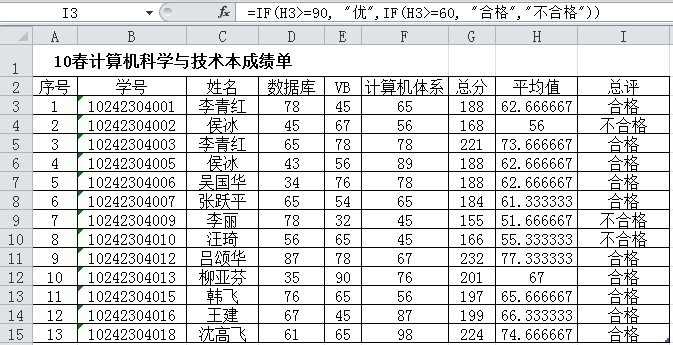 I3 fx =IF(H3>=90, "优",IF(H3>=60, "合格","不合格"))
A B C D E F G H I
1 10春计算机科学与技术本成绩单
2 序号 学号 姓名 数据库 VB 计算机体系 总分 平均值 总评
3 1 10242304001 李青红 78 45 65 188 62.666667 合格
4 2 10242304002 侯冰 45 67 56 168 56 不合格
5 3 10242304003 李青红 65 78 78 221 73.666667 合格
6 4 10242304005 侯冰 43 56 89 188 62.666667 合格
7 5 10242304006 吴国华 34 76 78 188 62.666667 合格
8 6 10242304007 张跃平 65 54 65 184 61.333333 合格
9 7 10242304009 李丽 78 32 45 155 51.666667 不合格
10 8 10242304010 汪琦 56 65 45 166 55.333333 不合格
11 9 10242304012 吕颂华 87 78 67 232 77.333333 合格
12 10 10242304013 柳亚芬 35 90 76 201 67 合格
13 11 10242304015 韩飞 76 65 56 197 65.666667 合格
14 12 10242304016 王建 67 45 87 199 66.333333 合格
15 13 10242304018 沈高飞 61 65 98 224 74.666667 合格